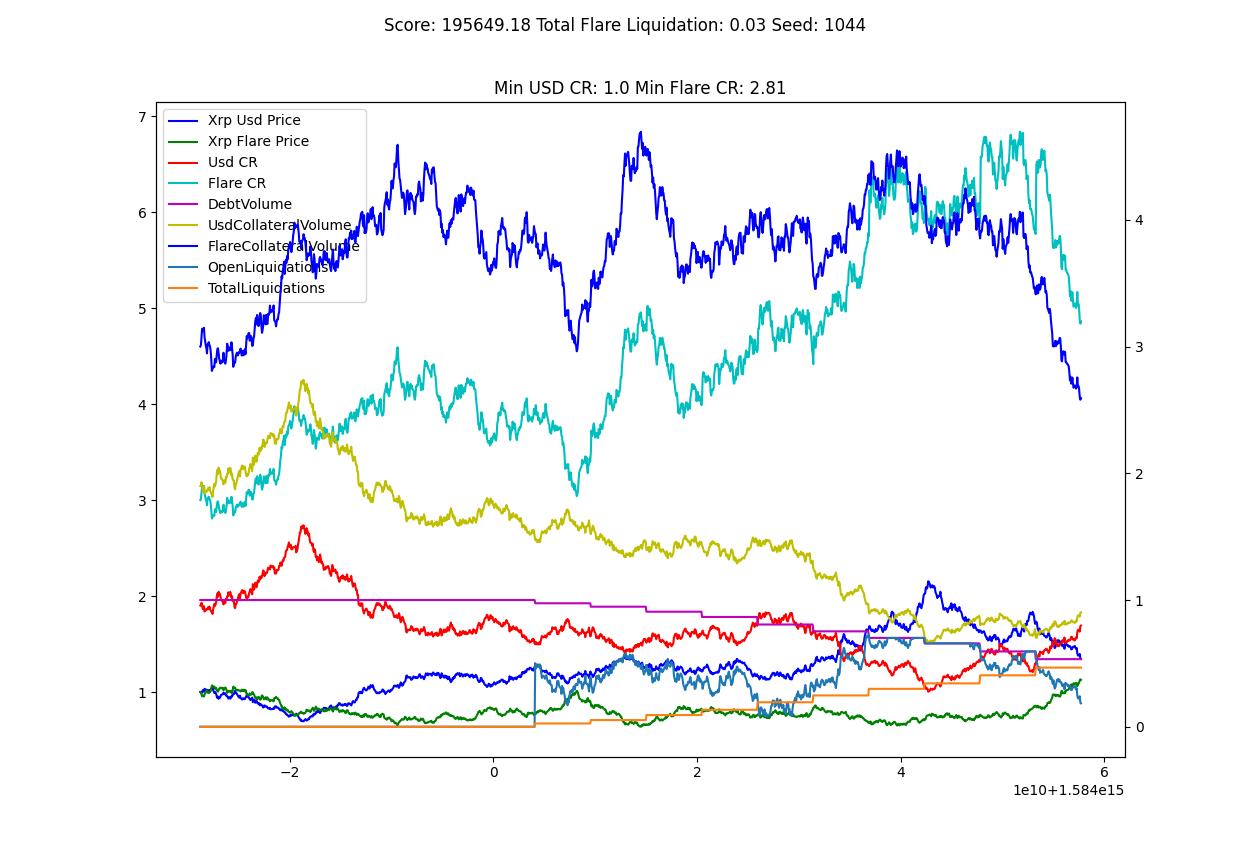 Score: 195649.18 Total Flare Liquidation: 0.03 Seed: 1044
Min USD CR: 1.0 Min Flare CR: 2.81
Xrp Usd Price
Xrp Flare Price
Usd CR
Flare CR
DebtVolume
UsdCollateralVolume
FlareCollateralVolume
OpenLiquidations
TotalLiquidations
7
6
5
4
3
2
1
4
3
2
1
0
−2
0
2
4
6
1e10+1.584e15